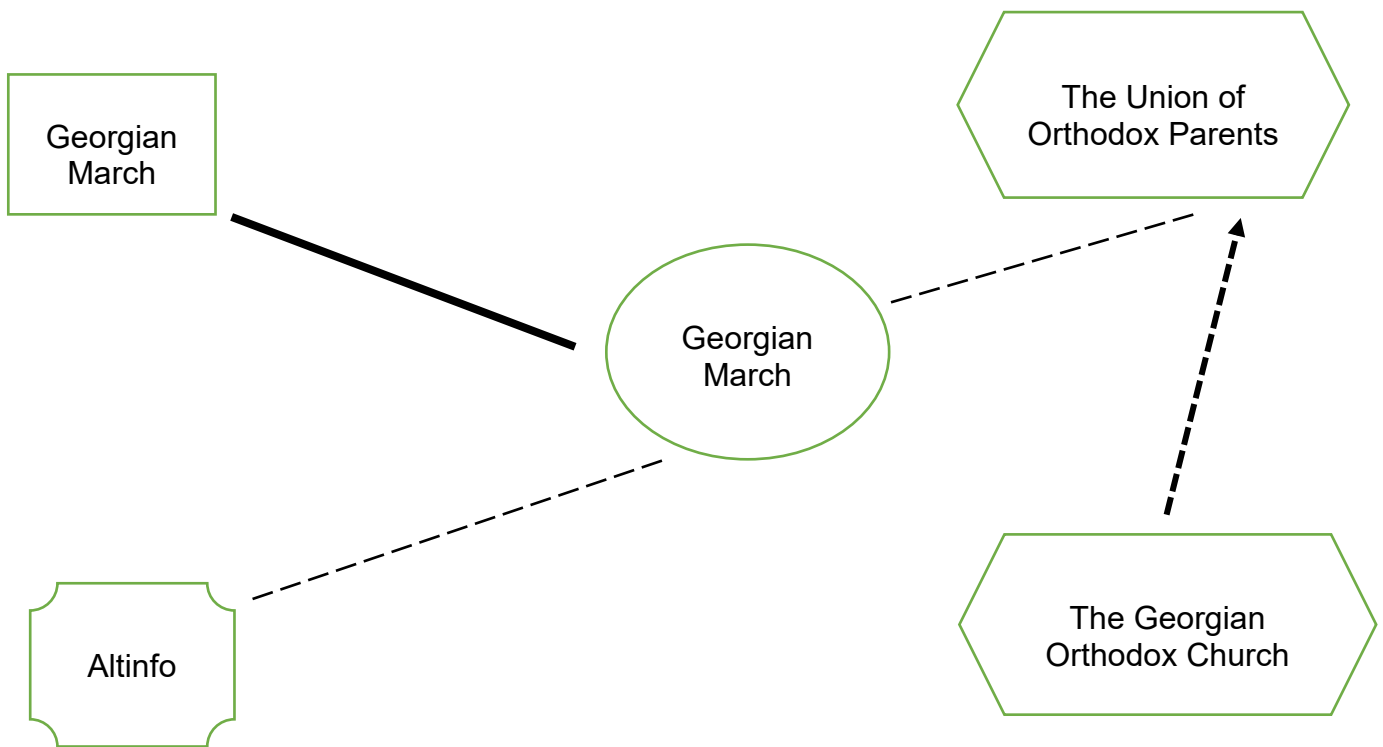 Georgian
March
The Union of
Orthodox Parents
Georgian
March
Altinfo
The Georgian
Orthodox Church